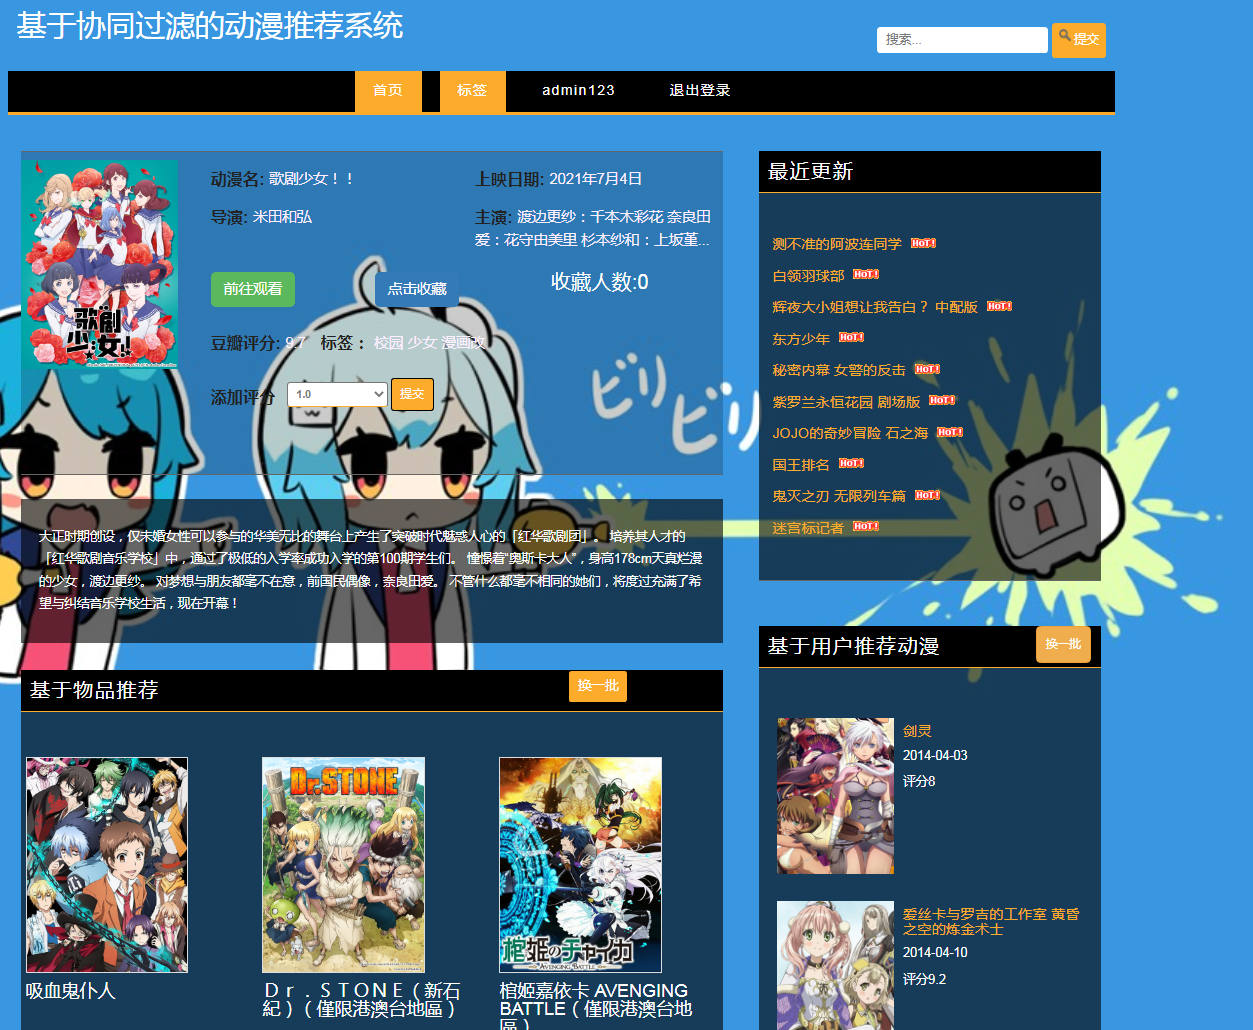 基于协同过滤的动漫推荐系统
搜索...
提交
首页 标签 admin123 退出登录
动漫名: 歌剧少女！！
上映日期: 2021年7月4日
导演: 米田和弘
主演: 渡边更纱：千本木彩花 奈良田
爱：花守由美里 杉本纱和：上坂堇...
前往观看
点击收藏
收藏人数:0
豆瓣评分: 9.7 标签： 校园 少女 漫画改
添加评分 1.0 提交
歌劇
少女!!
ビリビリ
大正时期创设，仅未婚女性可以参与的华美无比的舞台上产生了突破时代魅惑人心的「红华歌剧团」。 培养其人才的
「红华歌剧音乐学校」中，通过了极低的入学率成功入学的第100期学生们。 憧憬着“奥斯卡大人”，身高178cm天真烂漫
的少女，渡边更纱。 对梦想与朋友都毫不在意，前国民偶像，奈良田爱。 不管什么都毫不相同的她们，将度过充满了希
望与纠结音乐学校生活，现在开幕！
基于物品推荐
换一批
Dr.STONE
棺姫のチャイカ
AVENGING BATTLE
吸血鬼仆人
Ｄｒ．ＳＴＯＮＥ（新石
紀）（僅限港澳台地區）
棺姬嘉依卡 AVENGING
BATTLE（僅限港澳台地
區）
最近更新
测不准的阿波连同学 HOT!
白领羽球部 HOT!
辉夜大小姐想让我告白？ 中配版 HOT!
东方少年 HOT!
秘密内幕 女警的反击 HOT!
紫罗兰永恒花园 剧场版 HOT!
JOJO的奇妙冒险 石之海 HOT!
国王排名 HOT!
鬼灭之刃 无限列车篇 HOT!
迷宫标记者 HOT!
基于用户推荐动漫
换一批
剑灵
2014-04-03
评分8
爱丝卡与罗吉的工作室 黄昏
之空的炼金术士
2014-04-10
评分9.2